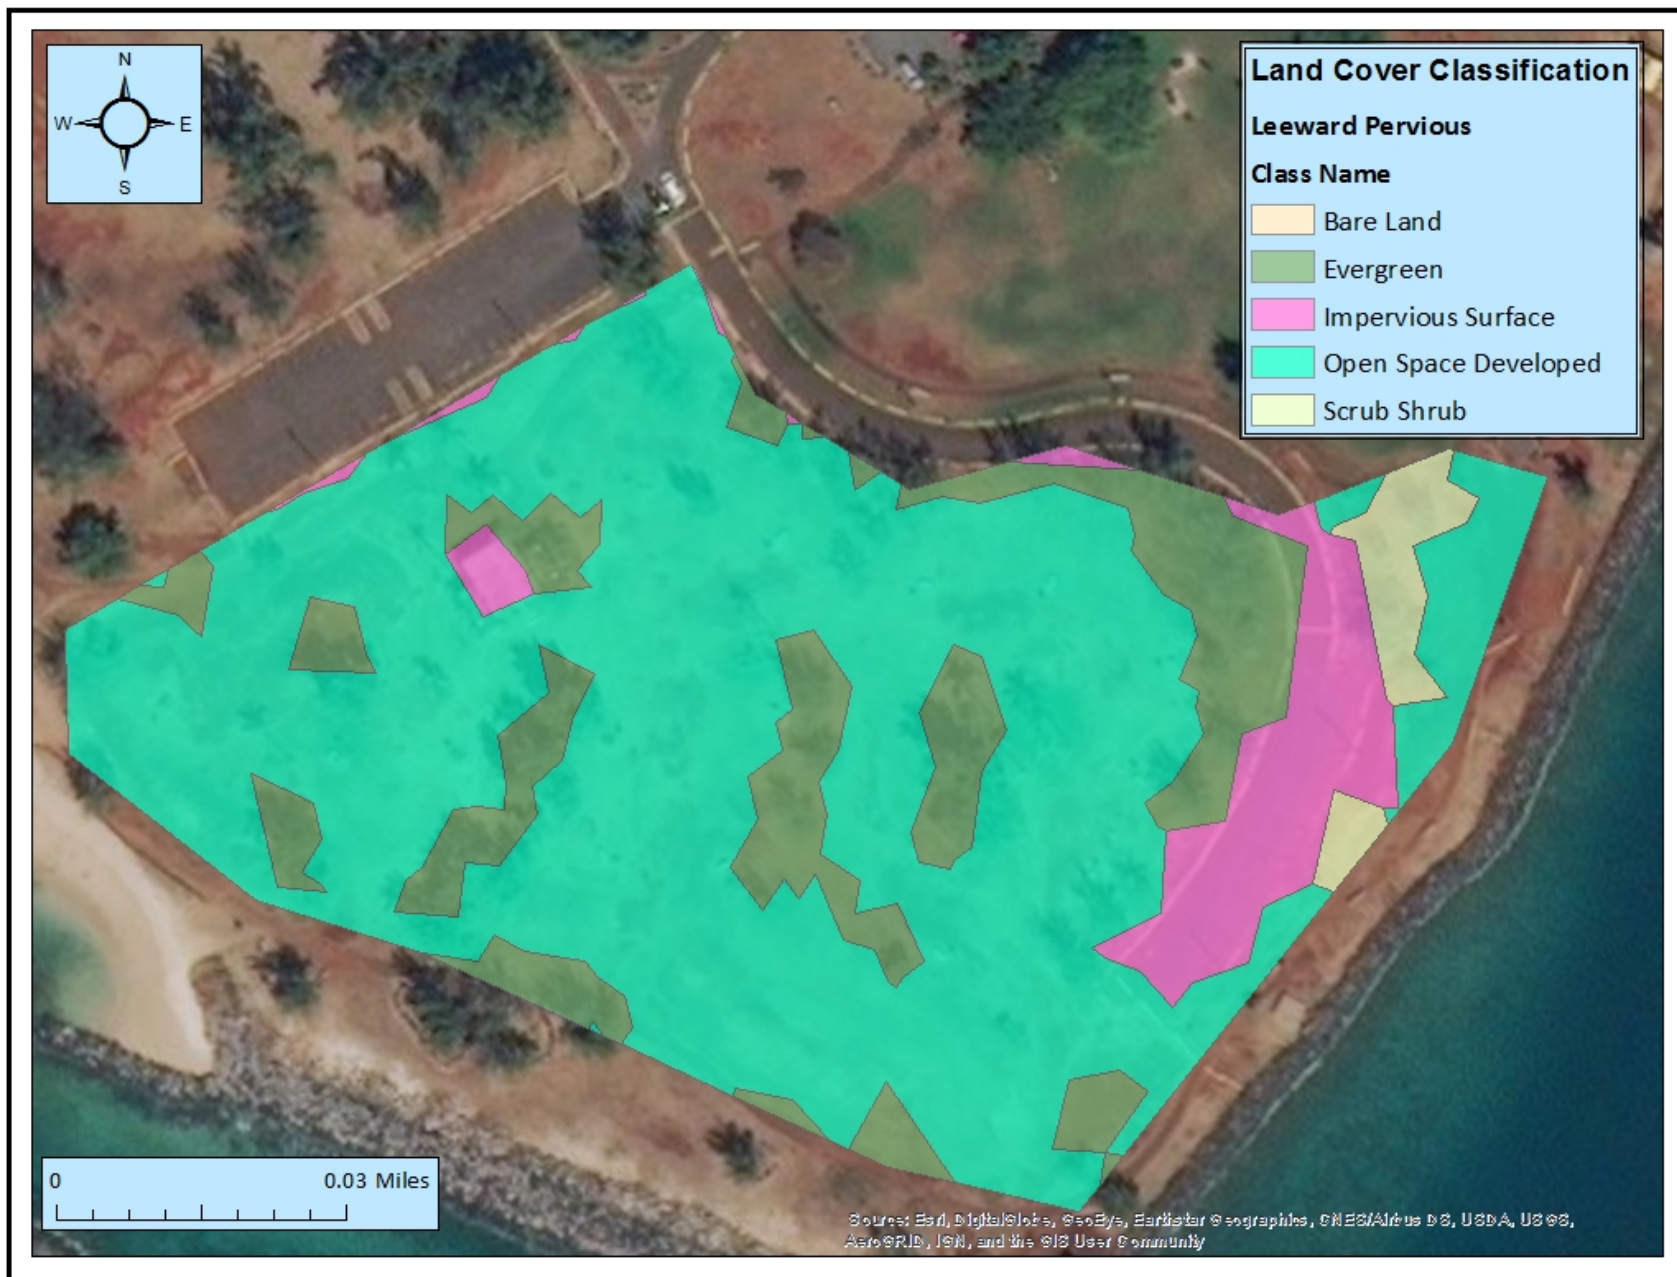 N
W E
S
Land Cover Classification
Leeward Pervious
Class Name
Bare Land
Evergreen
Impervious Surface
Open Space Developed
Scrub Shrub
0 0.03 Miles
Source: Esri, DigitalGlobe, GeoEye, Earthstar Geographics, CNES/Airbus DS, USDA, USGS,
AeroGRID, IGN, and the GIS User Community